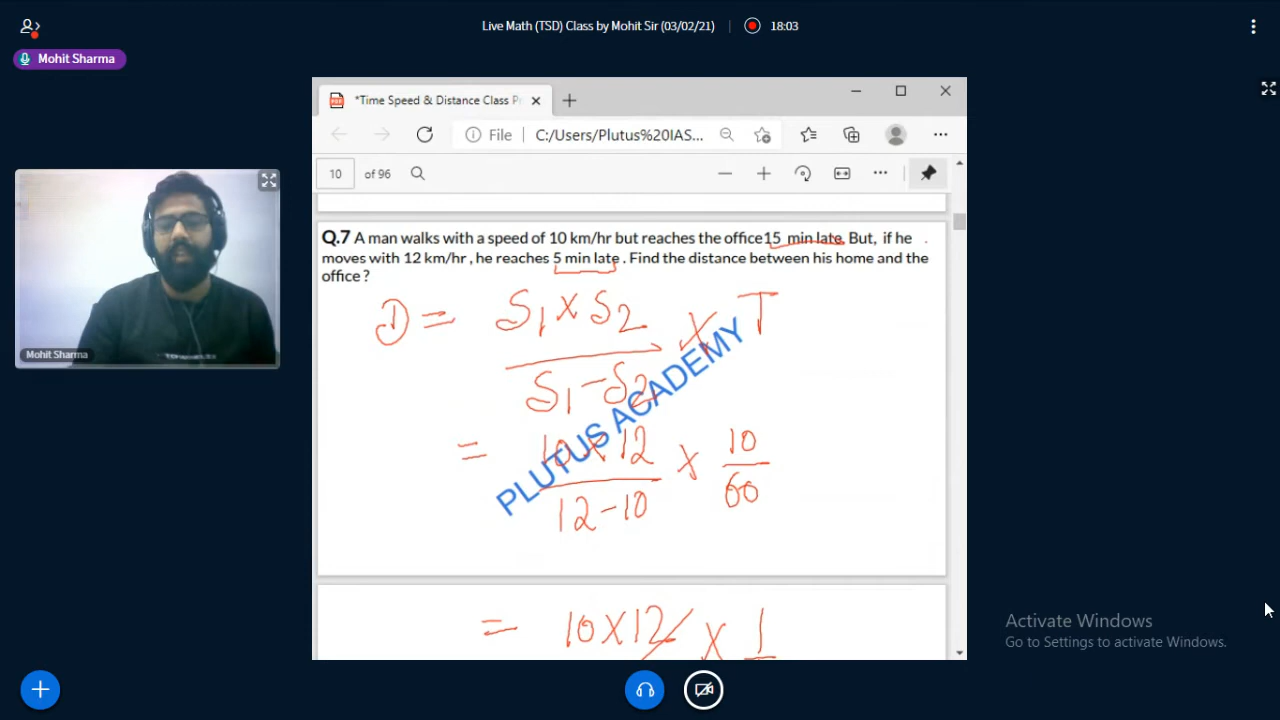 Live Math (TSD) Class by Mohit Sir (03/02/21) 18:03
Mohit Sharma
*Time Speed & Distance Class Pr
File C:/Users/Plutus%20IAS...
10 of 96
Q.7 A man walks with a speed of 10 km/hr but reaches the office 15 min late. But, if he
moves with 12 km/hr , he reaches 5 min late . Find the distance between his home and the
office ?
D = S1 × S2 × T
S1 - S2
= 10 × 12 × 10
12 - 10 60
PLUTUS ACADEMY
= 10 × 12 × 1
Mohit Sharma
Activate Windows
Go to Settings to activate Windows.